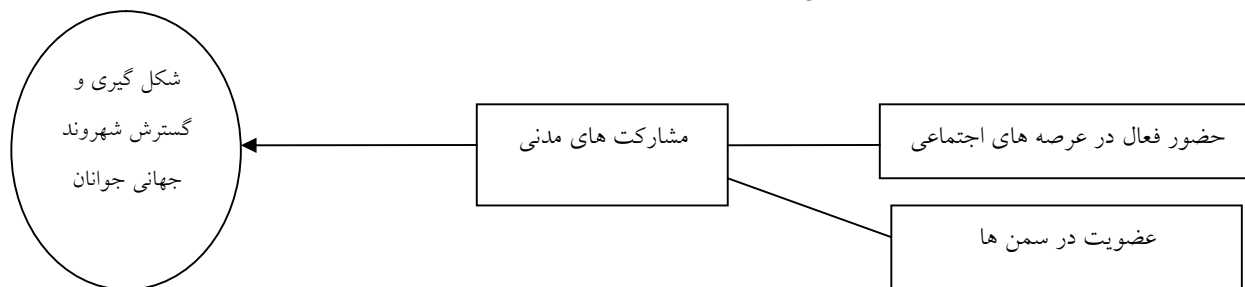 شکل گیری و
گسترش شهروند
جهانی جوانان
مشارکت های مدنی
حضور فعال در عرصه های اجتماعی
عضویت در سمن ها